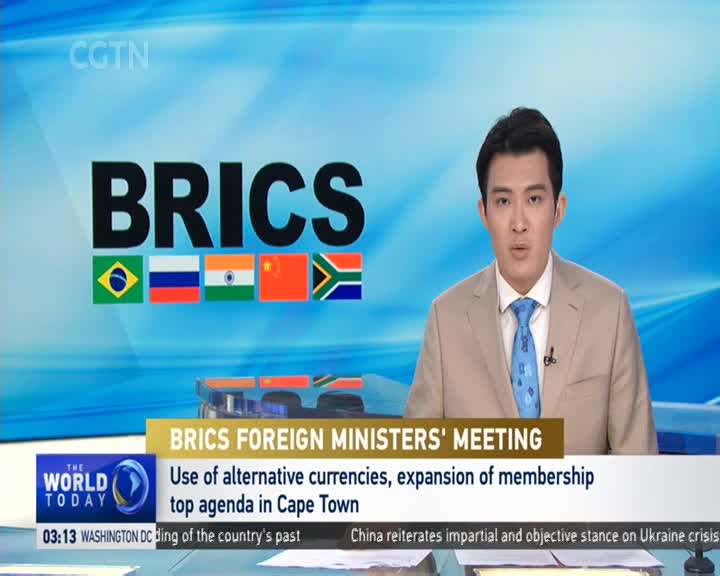 CGTN
BRICS
BRICS FOREIGN MINISTERS' MEETING
Use of alternative currencies, expansion of membership
top agenda in Cape Town
THE
WORLD
TODAY
03:13 WASHINGTON DC
ding of the country's past China reiterates impartial and objective stance on Ukraine crisis